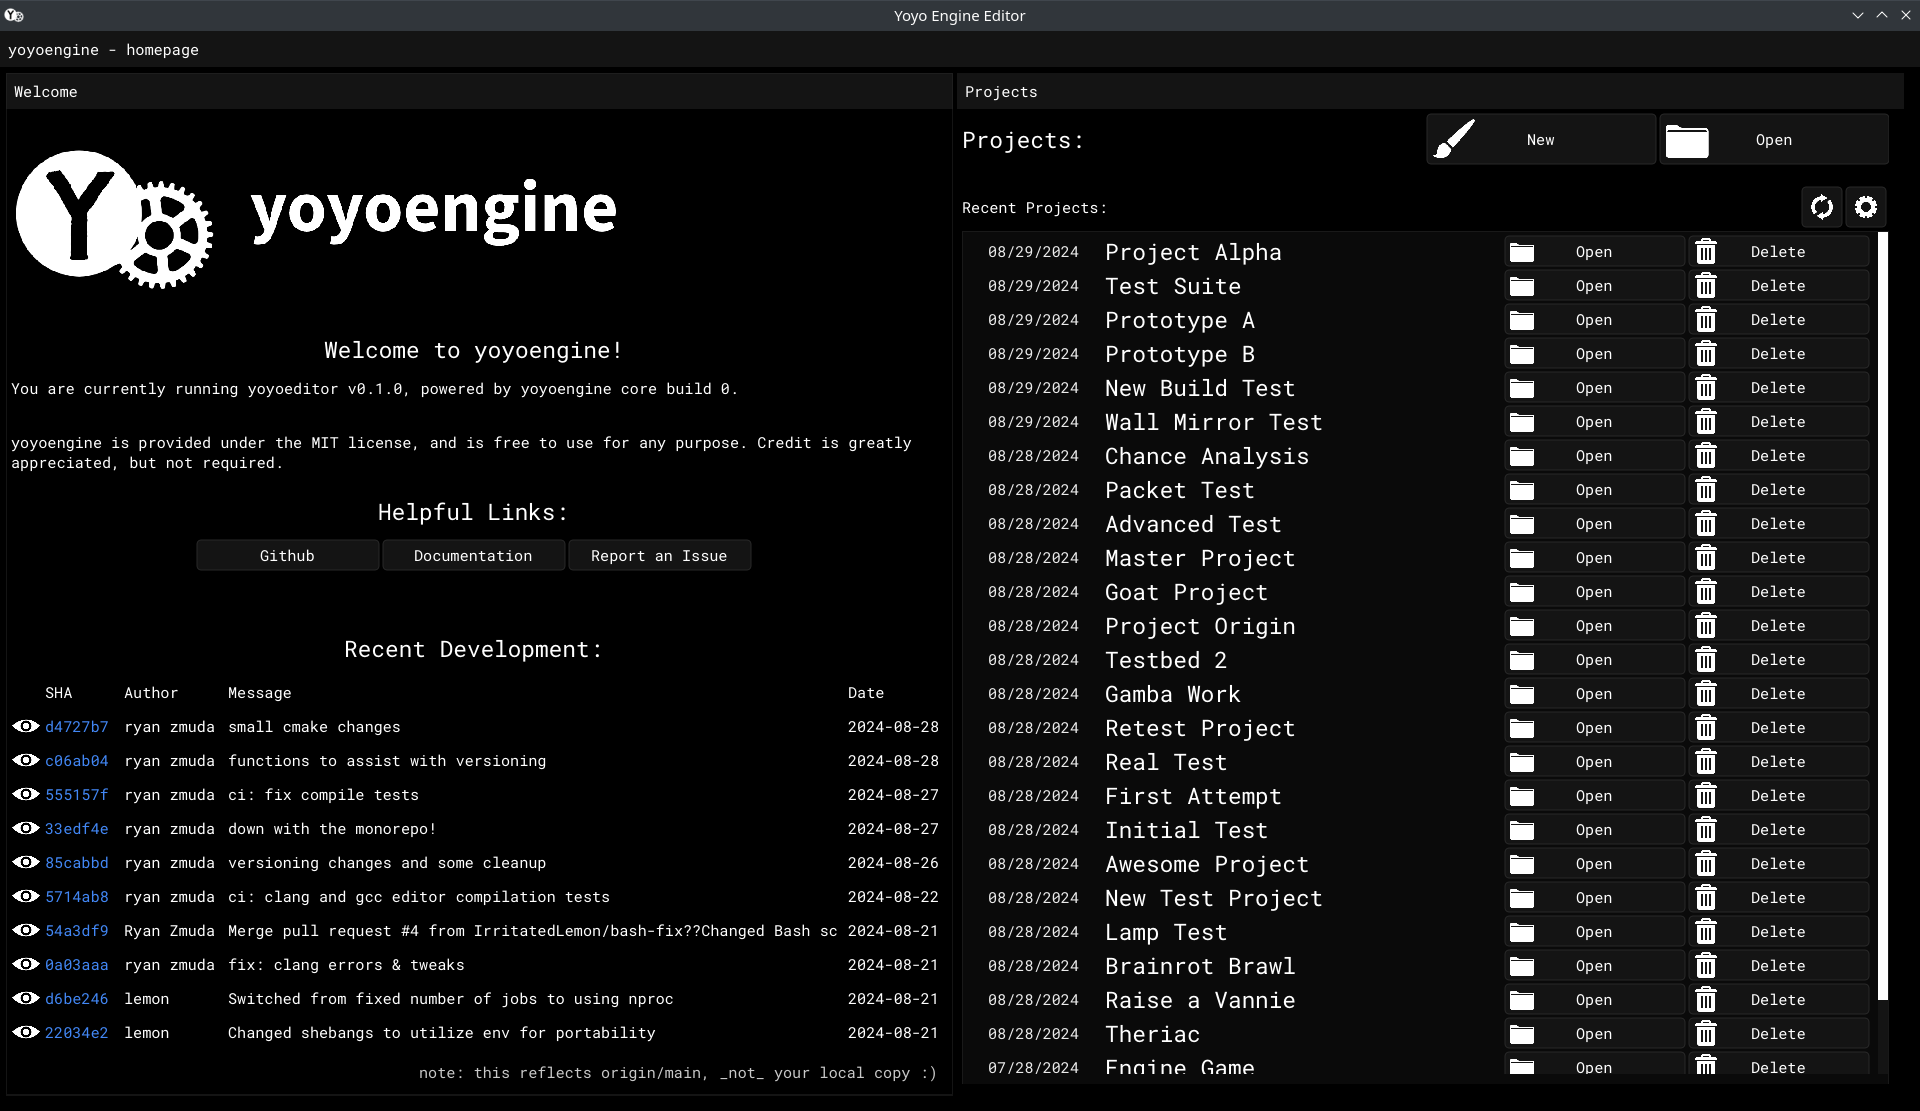 Yoyo Engine Editor
yoyoengine - homepage
Welcome
yoyoengine
Welcome to yoyoengine!
You are currently running yoyoeditor v0.1.0, powered by yoyoengine core build 0.
yoyoengine is provided under the MIT license, and is free to use for any purpose. Credit is greatly
appreciated, but not required.
Helpful Links:
Github Documentation Report an Issue
Recent Development:
SHA Author Message Date
d4727b7 ryan zmuda small cmake changes 2024-08-28
c06ab04 ryan zmuda functions to assist with versioning 2024-08-28
555157f ryan zmuda ci: fix compile tests 2024-08-27
33edf4e ryan zmuda down with the monorepo! 2024-08-27
85cabbd ryan zmuda versioning changes and some cleanup 2024-08-26
5714ab8 ryan zmuda ci: clang and gcc editor compilation tests 2024-08-22
54a3df9 Ryan Zmuda Merge pull request #4 from IrritatedLemon/bash-fix??Changed Bash sc 2024-08-21
0a03aaa ryan zmuda fix: clang errors & tweaks 2024-08-21
d6be246 lemon Switched from fixed number of jobs to using nproc 2024-08-21
22034e2 lemon Changed shebangs to utilize env for portability 2024-08-21
note: this reflects origin/main, _not_ your local copy :)
Projects
Projects: New Open
Recent Projects:
08/29/2024 Project Alpha Open Delete
08/29/2024 Test Suite Open Delete
08/29/2024 Prototype A Open Delete
08/29/2024 Prototype B Open Delete
08/29/2024 New Build Test Open Delete
08/29/2024 Wall Mirror Test Open Delete
08/28/2024 Chance Analysis Open Delete
08/28/2024 Packet Test Open Delete
08/28/2024 Advanced Test Open Delete
08/28/2024 Master Project Open Delete
08/28/2024 Goat Project Open Delete
08/28/2024 Project Origin Open Delete
08/28/2024 Testbed 2 Open Delete
08/28/2024 Gamba Work Open Delete
08/28/2024 Retest Project Open Delete
08/28/2024 Real Test Open Delete
08/28/2024 First Attempt Open Delete
08/28/2024 Initial Test Open Delete
08/28/2024 Awesome Project Open Delete
08/28/2024 New Test Project Open Delete
08/28/2024 Lamp Test Open Delete
08/28/2024 Brainrot Brawl Open Delete
08/28/2024 Raise a Vannie Open Delete
08/28/2024 Theriac Open Delete
07/28/2024 Engine Game Open Delete